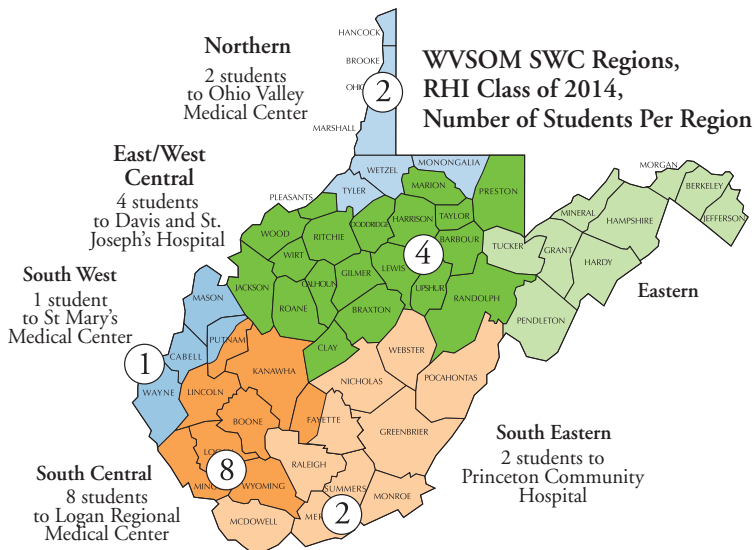 WVSOM SWC Regions,
RHI Class of 2014,
Number of Students Per Region
Northern
2 students
to Ohio Valley
Medical Center
East/West
Central
4 students
to Davis and St.
Joseph's Hospital
South West
1 student
to St Mary's
Medical Center
South Central
8 students
to Logan Regional
Medical Center
South Eastern
2 students to
Princeton Community
Hospital
Eastern
HANCOCK
BROOKE
2
MARSHALL
WETZEL
MONONGALIA
TYLER
MARION
PRESTON
PLEASANTS
MORGAN
BERKELEY
JEFFERSON
MINERAL
HAMPSHIRE
WOOD
RITCHIE
DODDRIDGE
HARRISON
TAYLOR
BARBOUR
TUCKER
GRANT
HARDY
WIRT
4
LEWIS
GILMER
CALHOUN
UPSHUR
RANDOLPH
PENDLETON
JACKSON
ROANE
BRAXTON
MASON
PUTNAM
CLAY
WEBSTER
CABELL
1
WAYNE
KANAWHA
NICHOLAS
POCAHONTAS
LINCOLN
BOONE
FAYETTE
GREENBRIER
8
RALEIGH
WYOMING
SUMMERS
MONROE
2
MCDOWELL